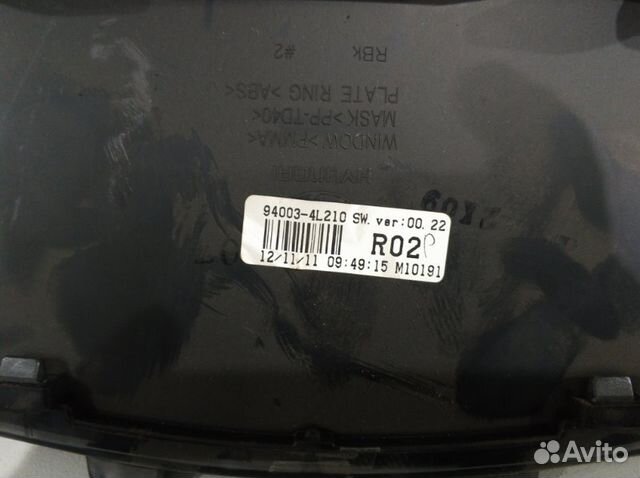 RBk #2
PLATE RING >ABS<
MASK >PP-TD40<
WINDOW >PMMA<
HYUNDAI
94003-4L210 SW. ver:00.22
R02
12/11/11 09:49:15 M10191
Avito